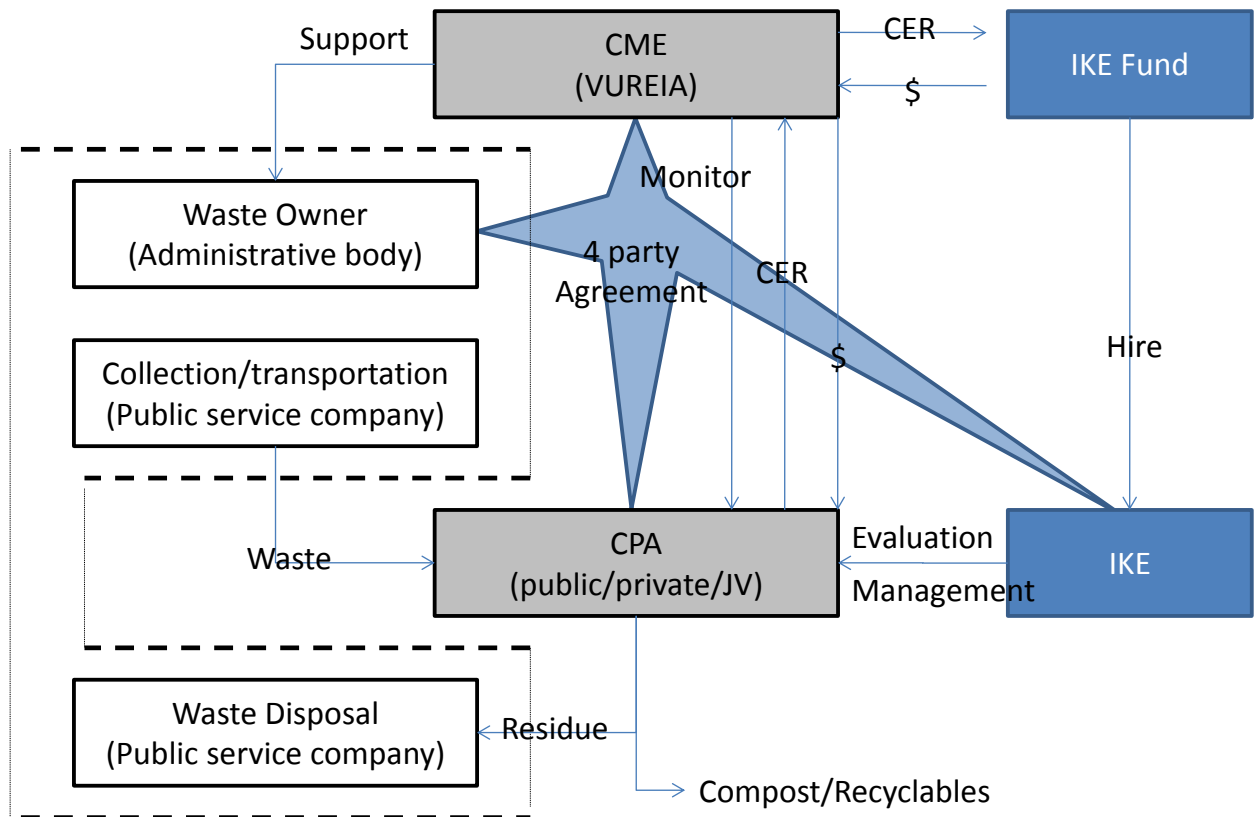 Support
CME
(VUREIA)
CER
$
IKE Fund
Waste Owner
(Administrative body)
Monitor
4 party
Agreement
CER
$
Hire
Collection/transportation
(Public service company)
Waste
CPA
(public/private/JV)
Evaluation
Management
IKE
Waste Disposal
(Public service company)
Residue
Compost/Recyclables